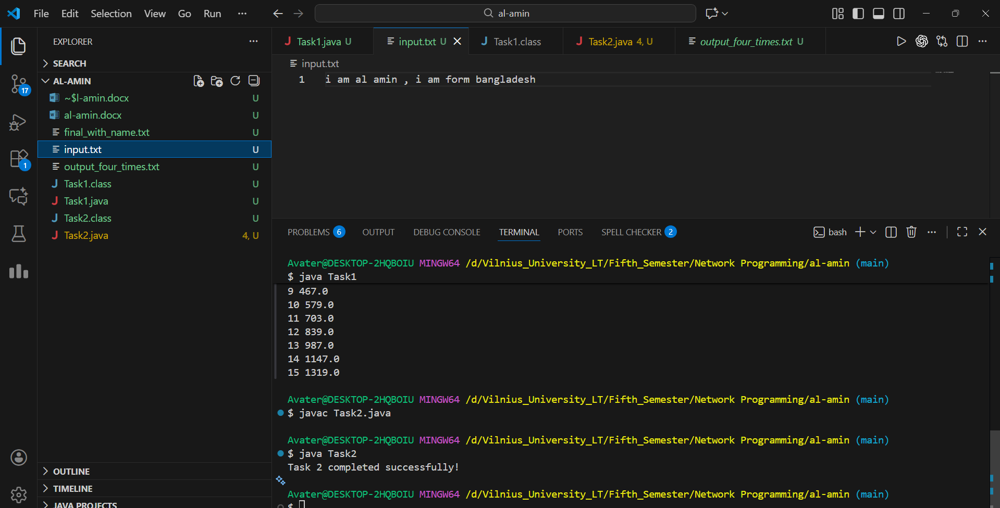 File Edit Selection View Go Run ··· al-amin
EXPLORER ···
SEARCH
AL-AMIN
~$l-amin.docx U
al-amin.docx U
final_with_name.txt U
input.txt U
output_four_times.txt U
Task1.class U
Task1.java U
Task2.class U
Task2.java 4, U
17
1
OUTLINE
TIMELINE
JAVA PROJECTS
Task1.java U input.txt U Task1.class Task2.java 4, U output_four_times.txt U
input.txt
1 i am al amin , i am form bangladesh
PROBLEMS 6 OUTPUT DEBUG CONSOLE TERMINAL PORTS SPELL CHECKER 2 bash
Avater@DESKTOP-2HQBOIU MINGW64 /d/Vilnius_University_LT/Fifth_Semester/Network Programming/al-amin (main)
$ java Task1
9 467.0
10 579.0
11 703.0
12 839.0
13 987.0
14 1147.0
15 1319.0
Avater@DESKTOP-2HQBOIU MINGW64 /d/Vilnius_University_LT/Fifth_Semester/Network Programming/al-amin (main)
$ javac Task2.java
Avater@DESKTOP-2HQBOIU MINGW64 /d/Vilnius_University_LT/Fifth_Semester/Network Programming/al-amin (main)
$ java Task2
Task 2 completed successfully!
Avater@DESKTOP-2HQBOIU MINGW64 /d/Vilnius_University_LT/Fifth_Semester/Network Programming/al-amin (main)
$